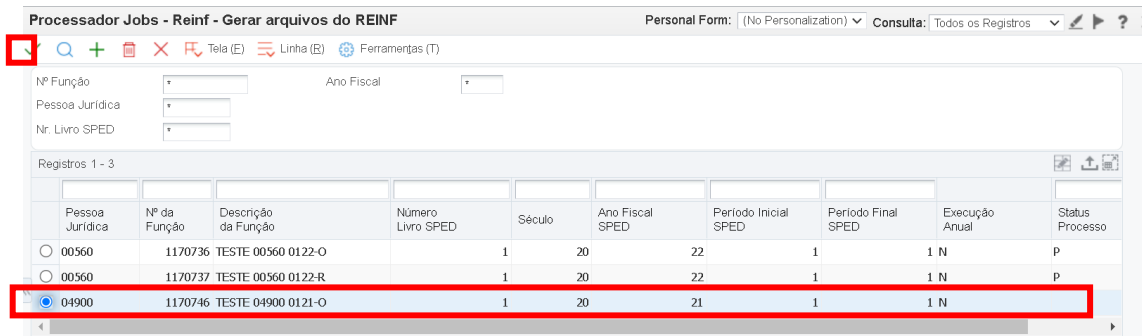 Processador Jobs - Reinf - Gerar arquivos do REINF Personal Form: (No Personalization) Consulta: Todos os Registros ?
Tela (E) Linha (R) Ferramentas (T)
Nº Função * Ano Fiscal *
Pessoa Jurídica *
Nr. Livro SPED *
Registros 1 - 3
Pessoa Jurídica Nº da Função Descrição da Função Número Livro SPED Século Ano Fiscal SPED Período Inicial SPED Período Final SPED Execução Anual Status Processo
00560 1170736 TESTE 00560 0122-O 1 20 22 1 1 N P
00560 1170737 TESTE 00560 0122-R 1 20 22 1 1 N P
04900 1170746 TESTE 04900 0121-O 1 20 21 1 1 N